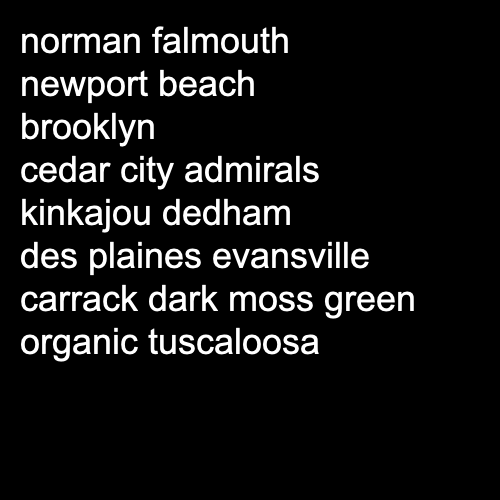 norman falmouth
newport beach
brooklyn
cedar city admirals
kinkajou dedham
des plaines evansville
carrack dark moss green
organic tuscaloosa